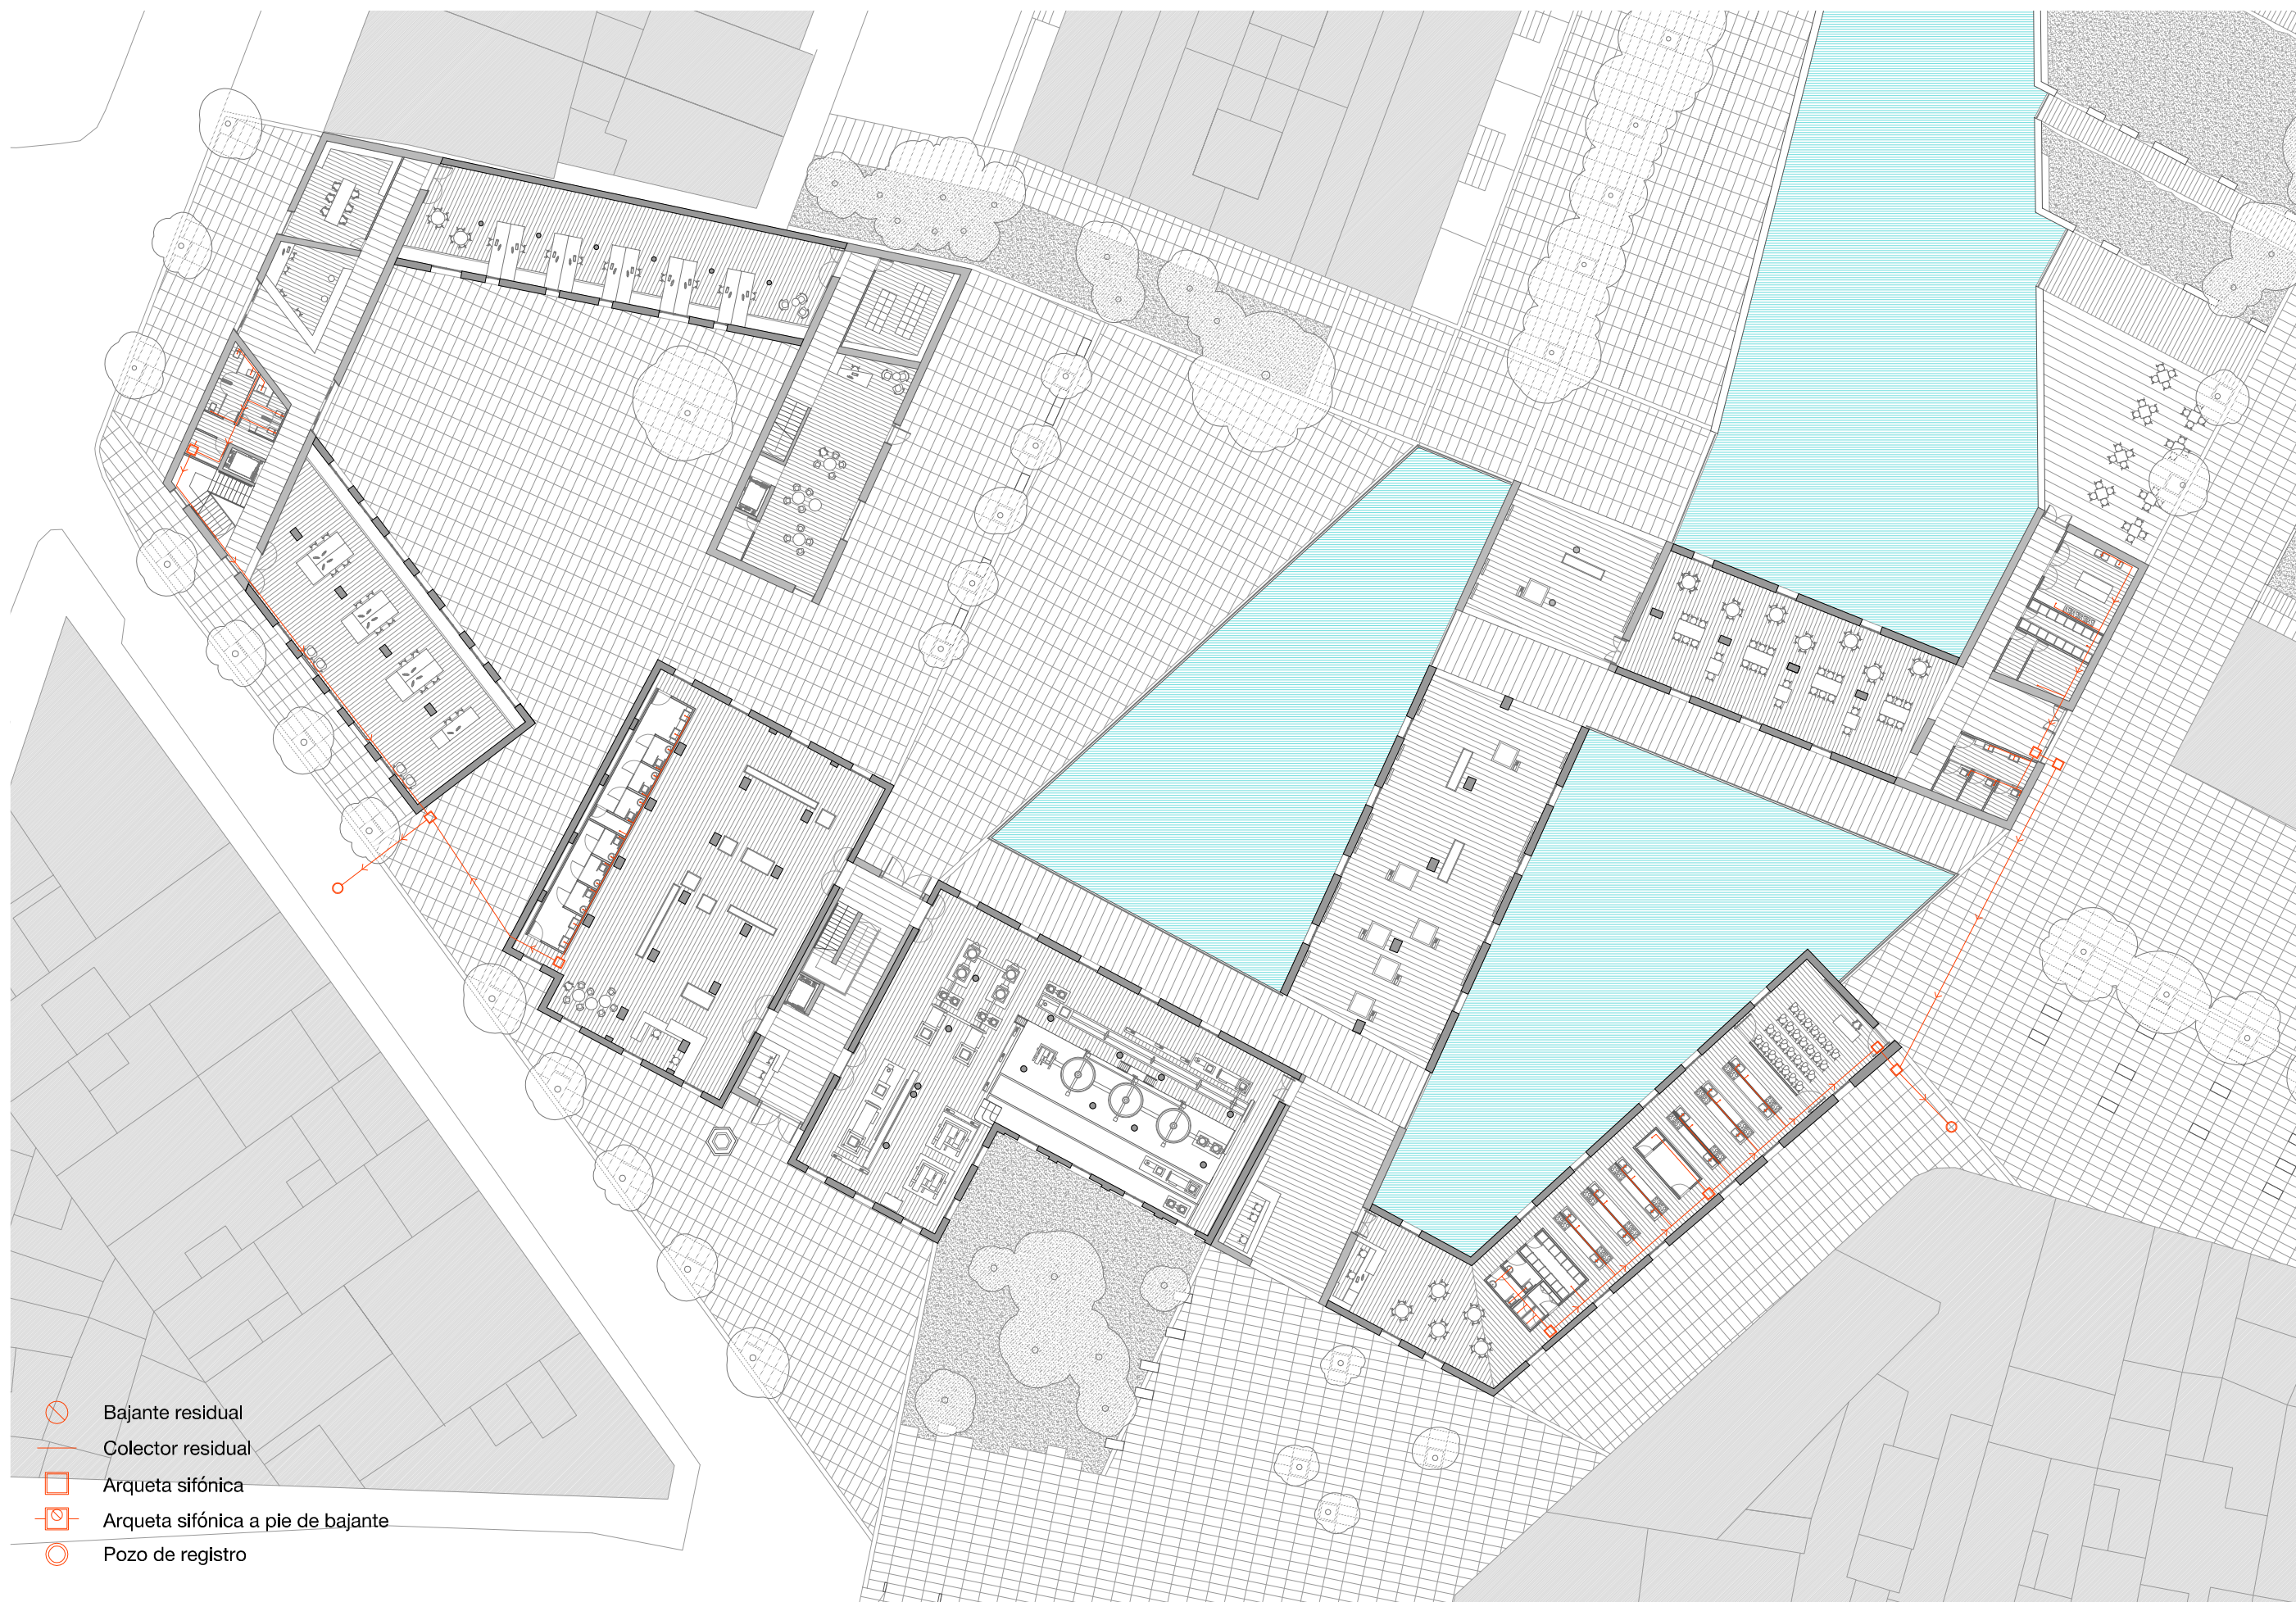 Bajante residual
Colector residual
Arqueta sifónica
Arqueta sifónica a pie de bajante
Pozo de registro